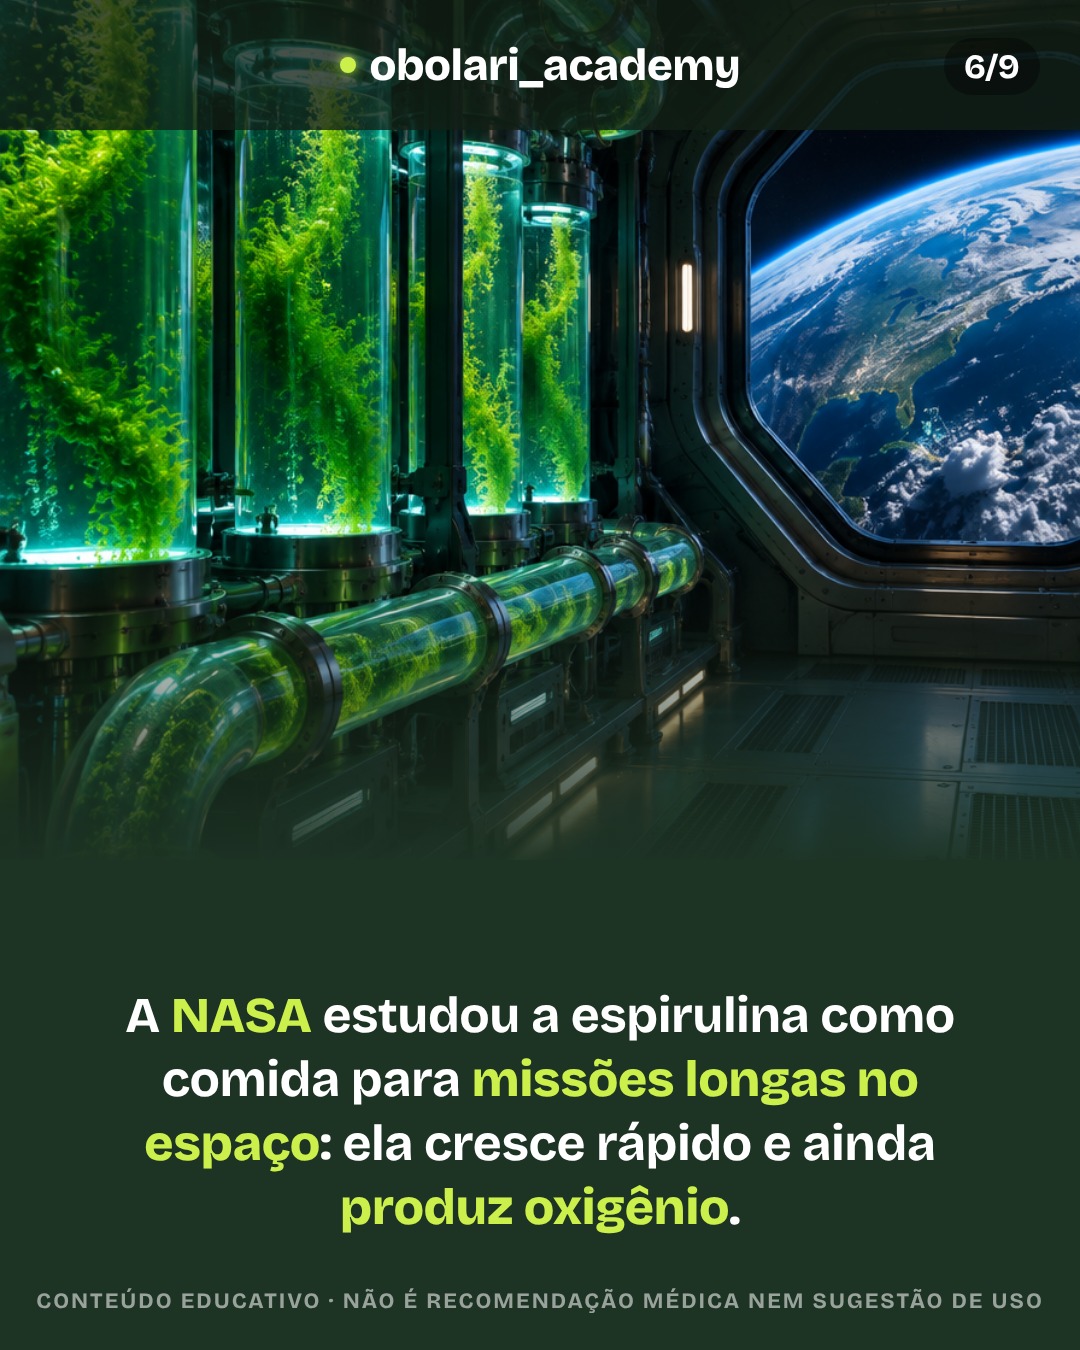 obolari_academy
6/9
A NASA estudou a espirulina como
comida para missões longas no
espaço: ela cresce rápido e ainda
produz oxigênio.
CONTEÚDO EDUCATIVO · NÃO É RECOMENDAÇÃO MÉDICA NEM SUGESTÃO DE USO